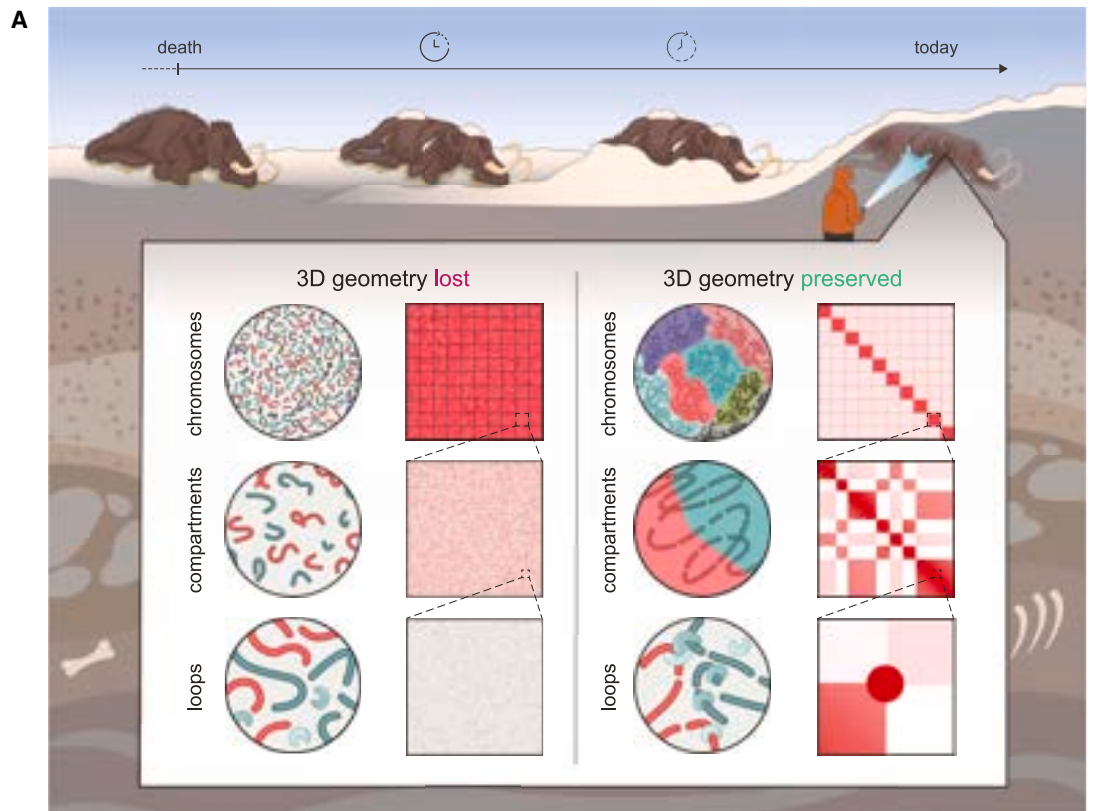 A
death
today
3D geometry lost
3D geometry preserved
chromosomes
chromosomes
compartments
compartments
loops
loops